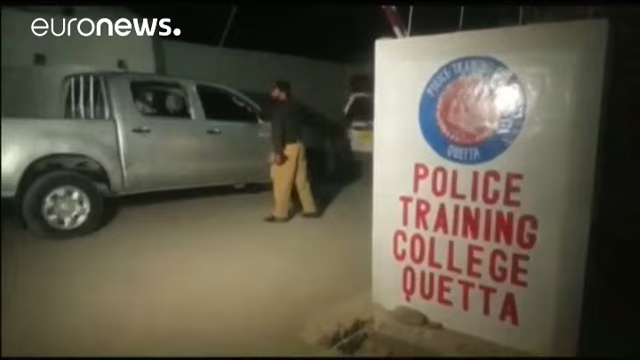 euronews.
POLICE TRAINING
QUETTA
POLICE
TRAINING
COLLEGE
QUETTA